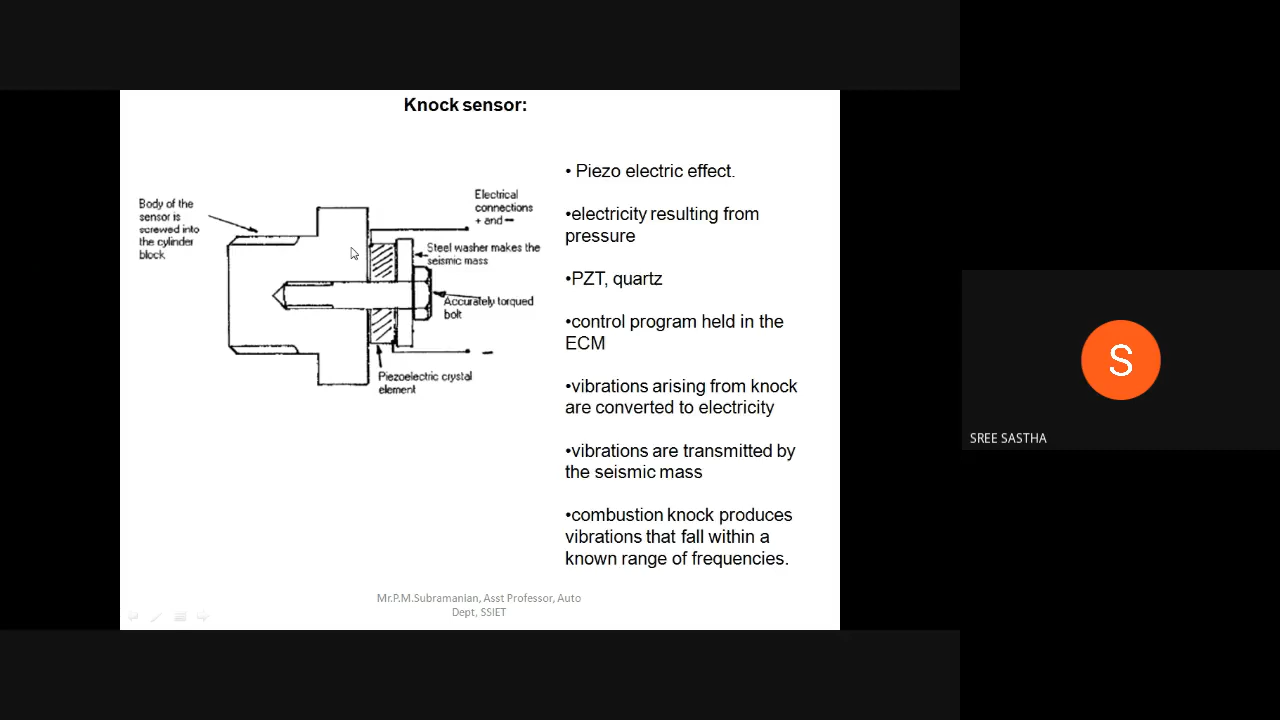 Knock sensor:
Body of the
sensor is
screwed into
the cylinder
block
Electrical
connections
+ and −
Steel washer makes the
seismic mass
Accurately torqued
bolt
−
Piezoelectric crystal
element
• Piezo electric effect.
•electricity resulting from
pressure
•PZT, quartz
•control program held in the
ECM
•vibrations arising from knock
are converted to electricity
•vibrations are transmitted by
the seismic mass
•combustion knock produces
vibrations that fall within a
known range of frequencies.
Mr.P.M.Subramanian, Asst Professor, Auto
Dept, SSIET
S
SREE SASTHA